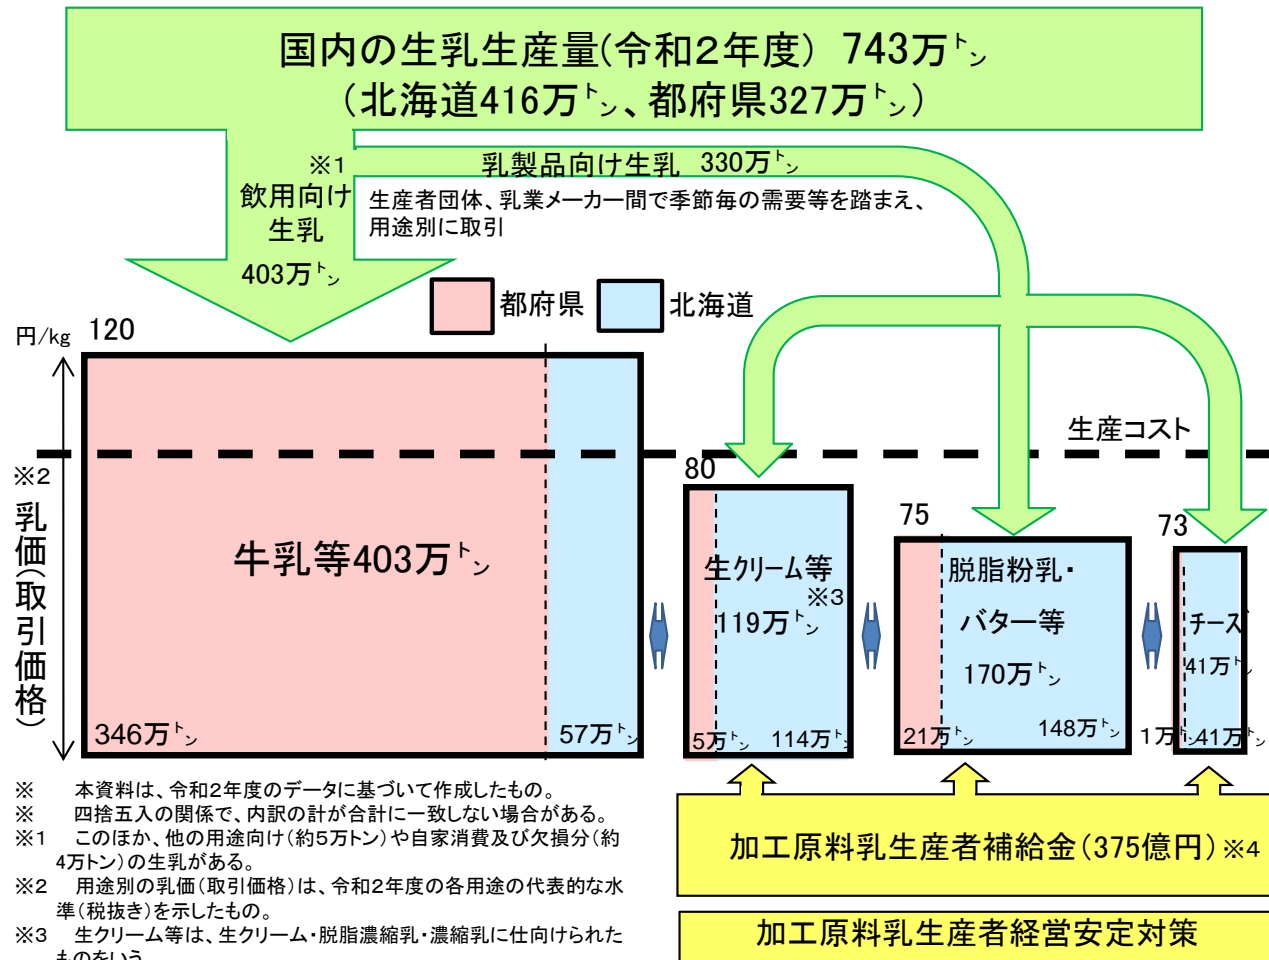 国内の生乳生産量(令和2年度) 743万トン
（北海道416万トン、都府県327万トン）
※1
飲用向け
生乳
403万トン
乳製品向け生乳 330万トン
生産者団体、乳業メーカー間で季節毎の需要等を踏まえ、
用途別に取引
都府県
北海道
円/kg
120
※2
乳価（取引価格）
生産コスト
牛乳等403万トン
346万トン
57万トン
80
生クリーム等
※3
119万トン
5万トン
114万トン
75
脱脂粉乳・
バター等
170万トン
21万トン
148万トン
73
チーズ
41万トン
1万トン
41万トン
※ 本資料は、令和2年度のデータに基づいて作成したもの。
※ 四捨五入の関係で、内訳の計が合計に一致しない場合がある。
※1 このほか、他の用途向け（約5万トン）や自家消費及び欠損分（約
4万トン）の生乳がある。
※2 用途別の乳価（取引価格）は、令和2年度の各用途の代表的な水
準（税抜き）を示したもの。
※3 生クリーム等は、生クリーム・脱脂濃縮乳・濃縮乳に仕向けられた
ものをいう
加工原料乳生産者補給金（375億円）※4
加工原料乳生産者経営安定対策